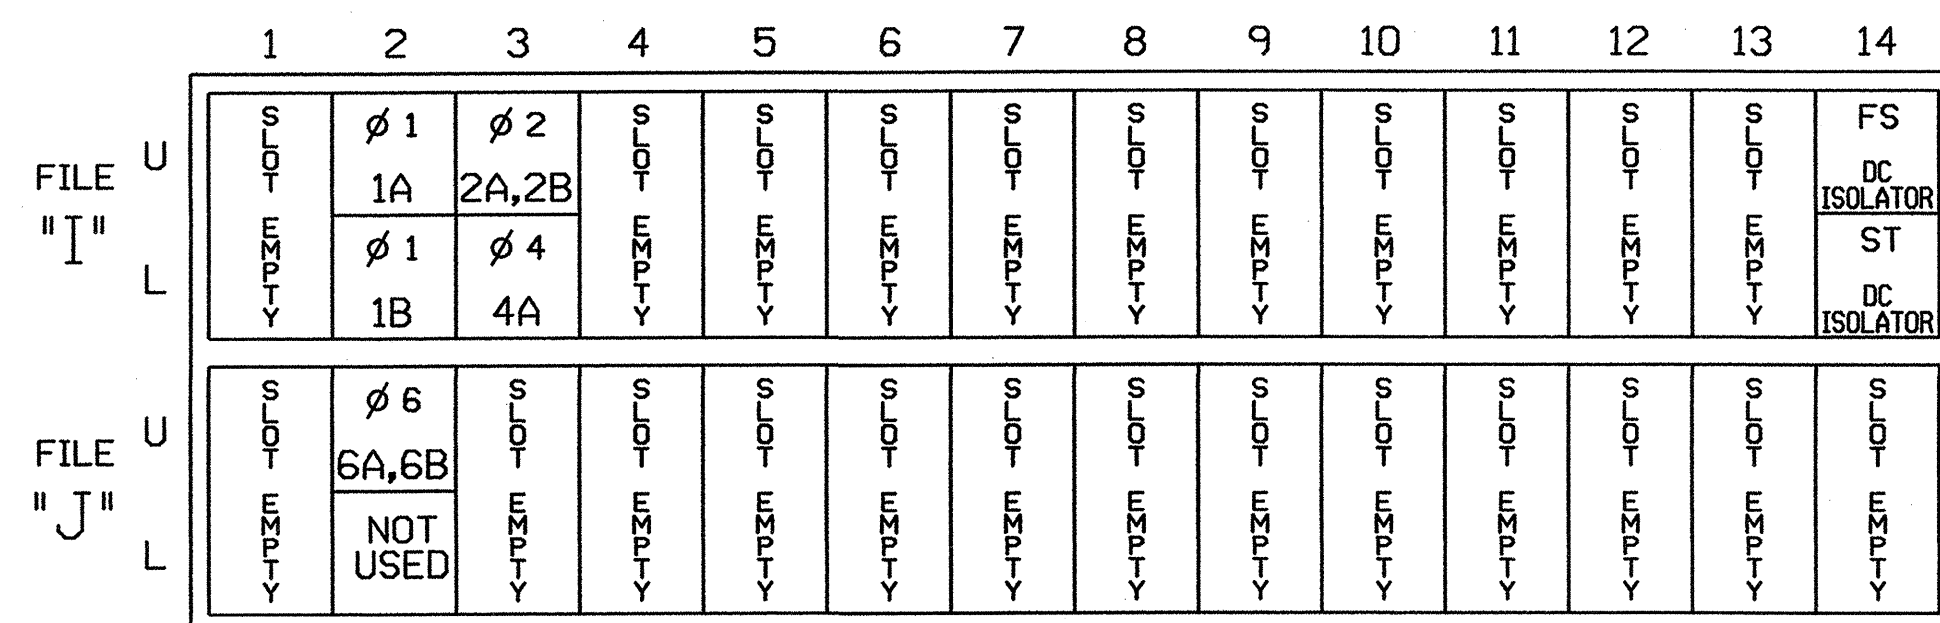 1 2 3 4 5 6 7 8 9 10 11 12 13 14
FILE "I"
U
L
SLOT EMPTY
ø 1
1A
ø 1
1B
ø 2
2A,2B
ø 4
4A
SLOT EMPTY
SLOT EMPTY
SLOT EMPTY
SLOT EMPTY
SLOT EMPTY
SLOT EMPTY
SLOT EMPTY
SLOT EMPTY
SLOT EMPTY
SLOT EMPTY
FS
DC
ISOLATOR
ST
DC
ISOLATOR
FILE "J"
U
L
SLOT EMPTY
ø 6
6A,6B
NOT
USED
SLOT EMPTY
SLOT EMPTY
SLOT EMPTY
SLOT EMPTY
SLOT EMPTY
SLOT EMPTY
SLOT EMPTY
SLOT EMPTY
SLOT EMPTY
SLOT EMPTY
SLOT EMPTY
SLOT EMPTY